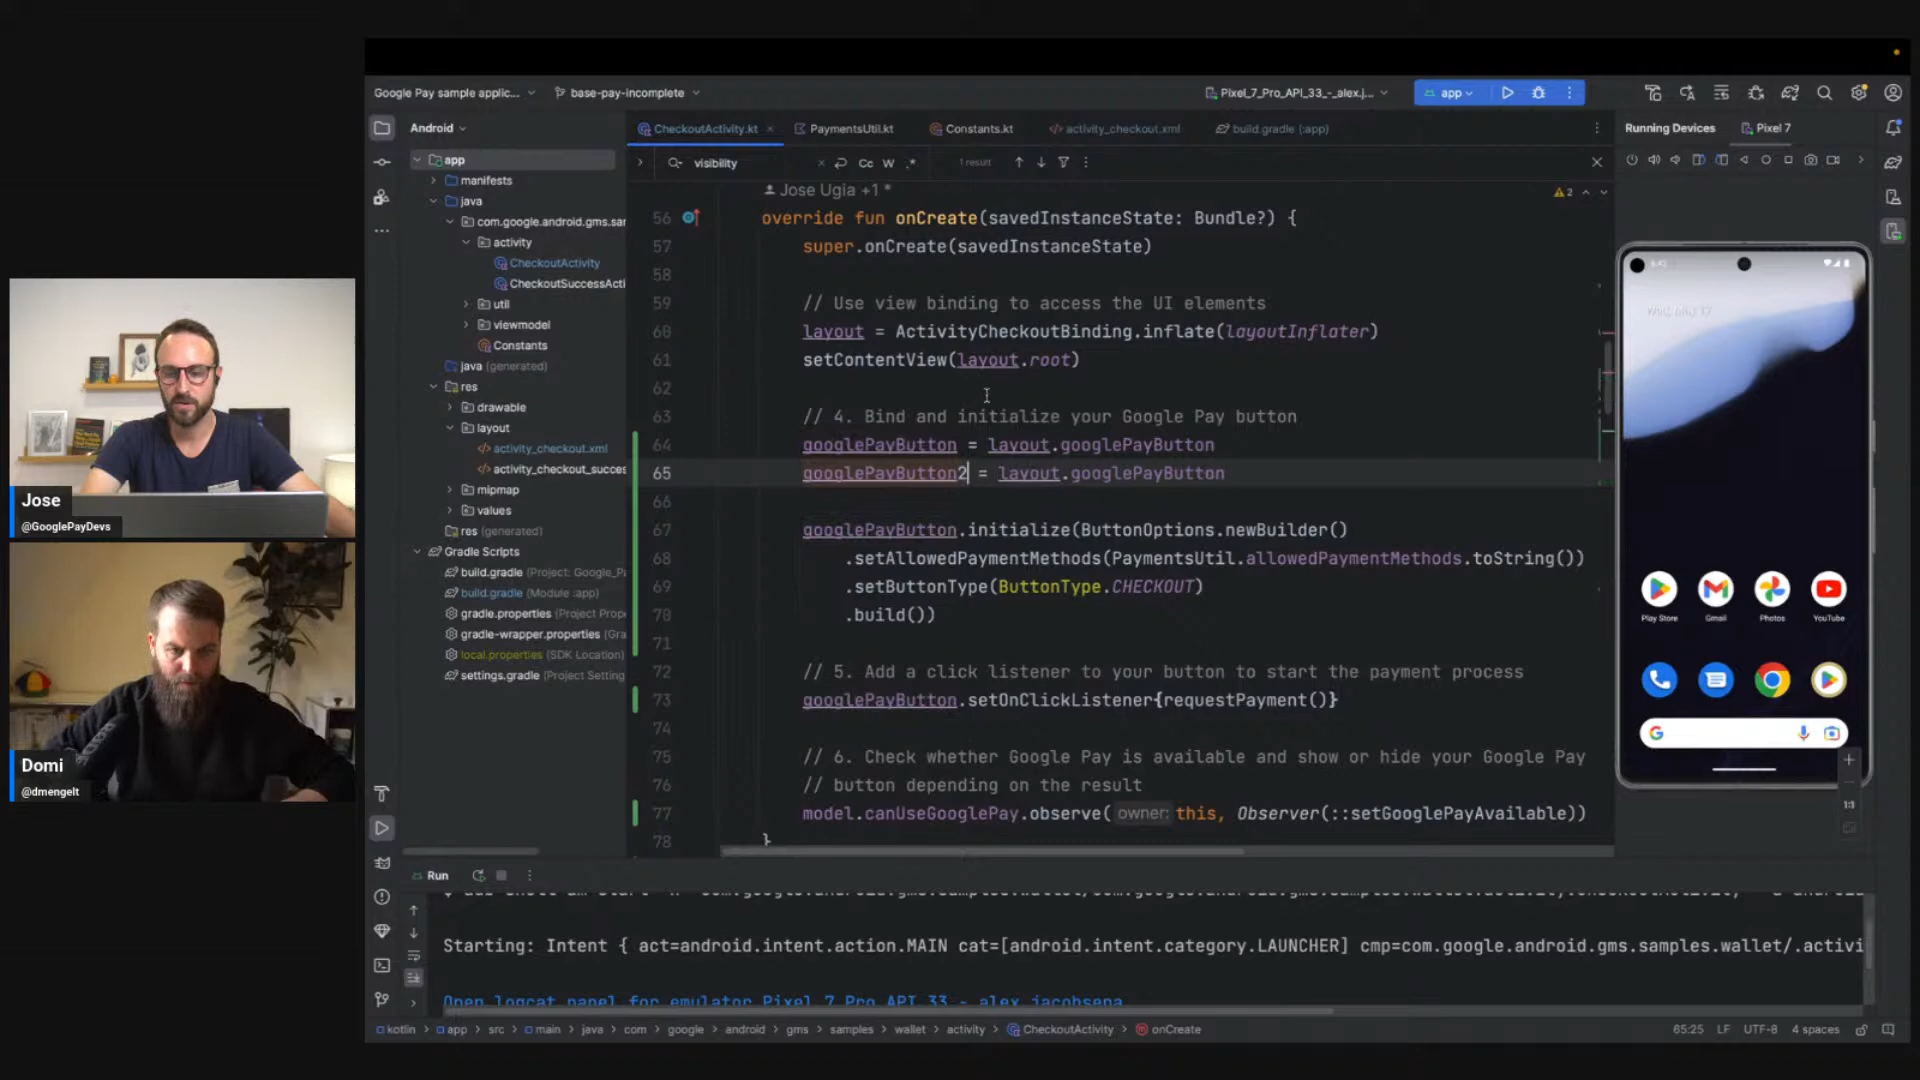 Google Pay sample applic...
base-pay-incomplete
Pixel_7_Pro_API_33_-_alex.j...
app
Android
CheckoutActivity.kt
PaymentsUtil.kt
Constants.kt
activity_checkout.xml
build.gradle (:app)
Running Devices
Pixel 7
visibility
Cc
W
.*
1 result
app
manifests
java
com.google.android.gms.sar
activity
CheckoutActivity
CheckoutSuccessActi
util
viewmodel
Constants
java (generated)
res
drawable
layout
activity_checkout.xml
activity_checkout_succes
mipmap
values
res (generated)
Gradle Scripts
build.gradle (Project: Google_Pa
build.gradle (Module :app)
gradle.properties (Project Prop
gradle-wrapper.properties (Gra
local.properties (SDK Location)
settings.gradle (Project Setting
Jose Ugia +1 *
2
56 override fun onCreate(savedInstanceState: Bundle?) {
57 super.onCreate(savedInstanceState)
58
59 // Use view binding to access the UI elements
60 layout = ActivityCheckoutBinding.inflate(layoutInflater)
61 setContentView(layout.root)
62
63 // 4. Bind and initialize your Google Pay button
64 googlePayButton = layout.googlePayButton
65 googlePayButton2 = layout.googlePayButton
66
67 googlePayButton.initialize(ButtonOptions.newBuilder()
68 .setAllowedPaymentMethods(PaymentsUtil.allowedPaymentMethods.toString())
69 .setButtonType(ButtonType.CHECKOUT)
70 .build())
71
72 // 5. Add a click listener to your button to start the payment process
73 googlePayButton.setOnClickListener{requestPayment()}
74
75 // 6. Check whether Google Pay is available and show or hide your Google Pay
76 // button depending on the result
77 model.canUseGooglePay.observe( owner: this, Observer(::setGooglePayAvailable))
78 }
Play Store
Gmail
Photos
YouTube
1:1
Jose
@GooglePayDevs
Domi
@dmengelt
Run
Starting: Intent { act=android.intent.action.MAIN cat=[android.intent.category.LAUNCHER] cmp=com.google.android.gms.samples.wallet/.activi
Open logcat panel for emulator Pixel 7 Pro API 33 - alex jacobsena
kotlin > app > src > main > java > com > google > android > gms > samples > wallet > activity > CheckoutActivity > onCreate
65:25
LF
UTF-8
4 spaces